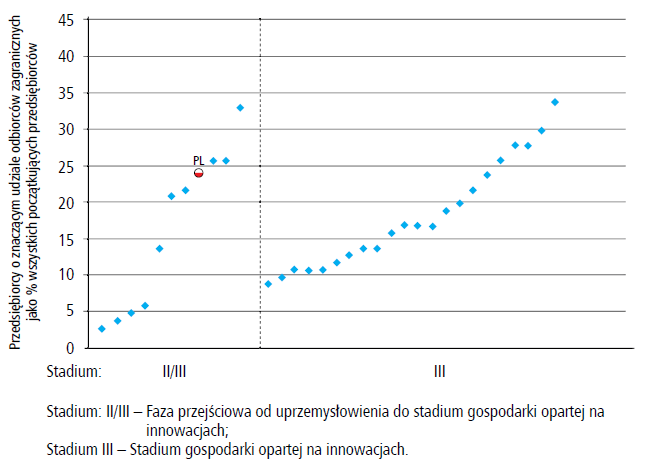 Przedsiębiorcy o znaczącym udziale odbiorców zagranicznych
jako % wszystkich początkujących przedsiębiorców
45
40
35
30
25
20
15
10
5
0
PL
Stadium: II/III III
Stadium: II/III – Faza przejściowa od uprzemysłowienia do stadium gospodarki opartej na
innowacjach;
Stadium III – Stadium gospodarki opartej na innowacjach.